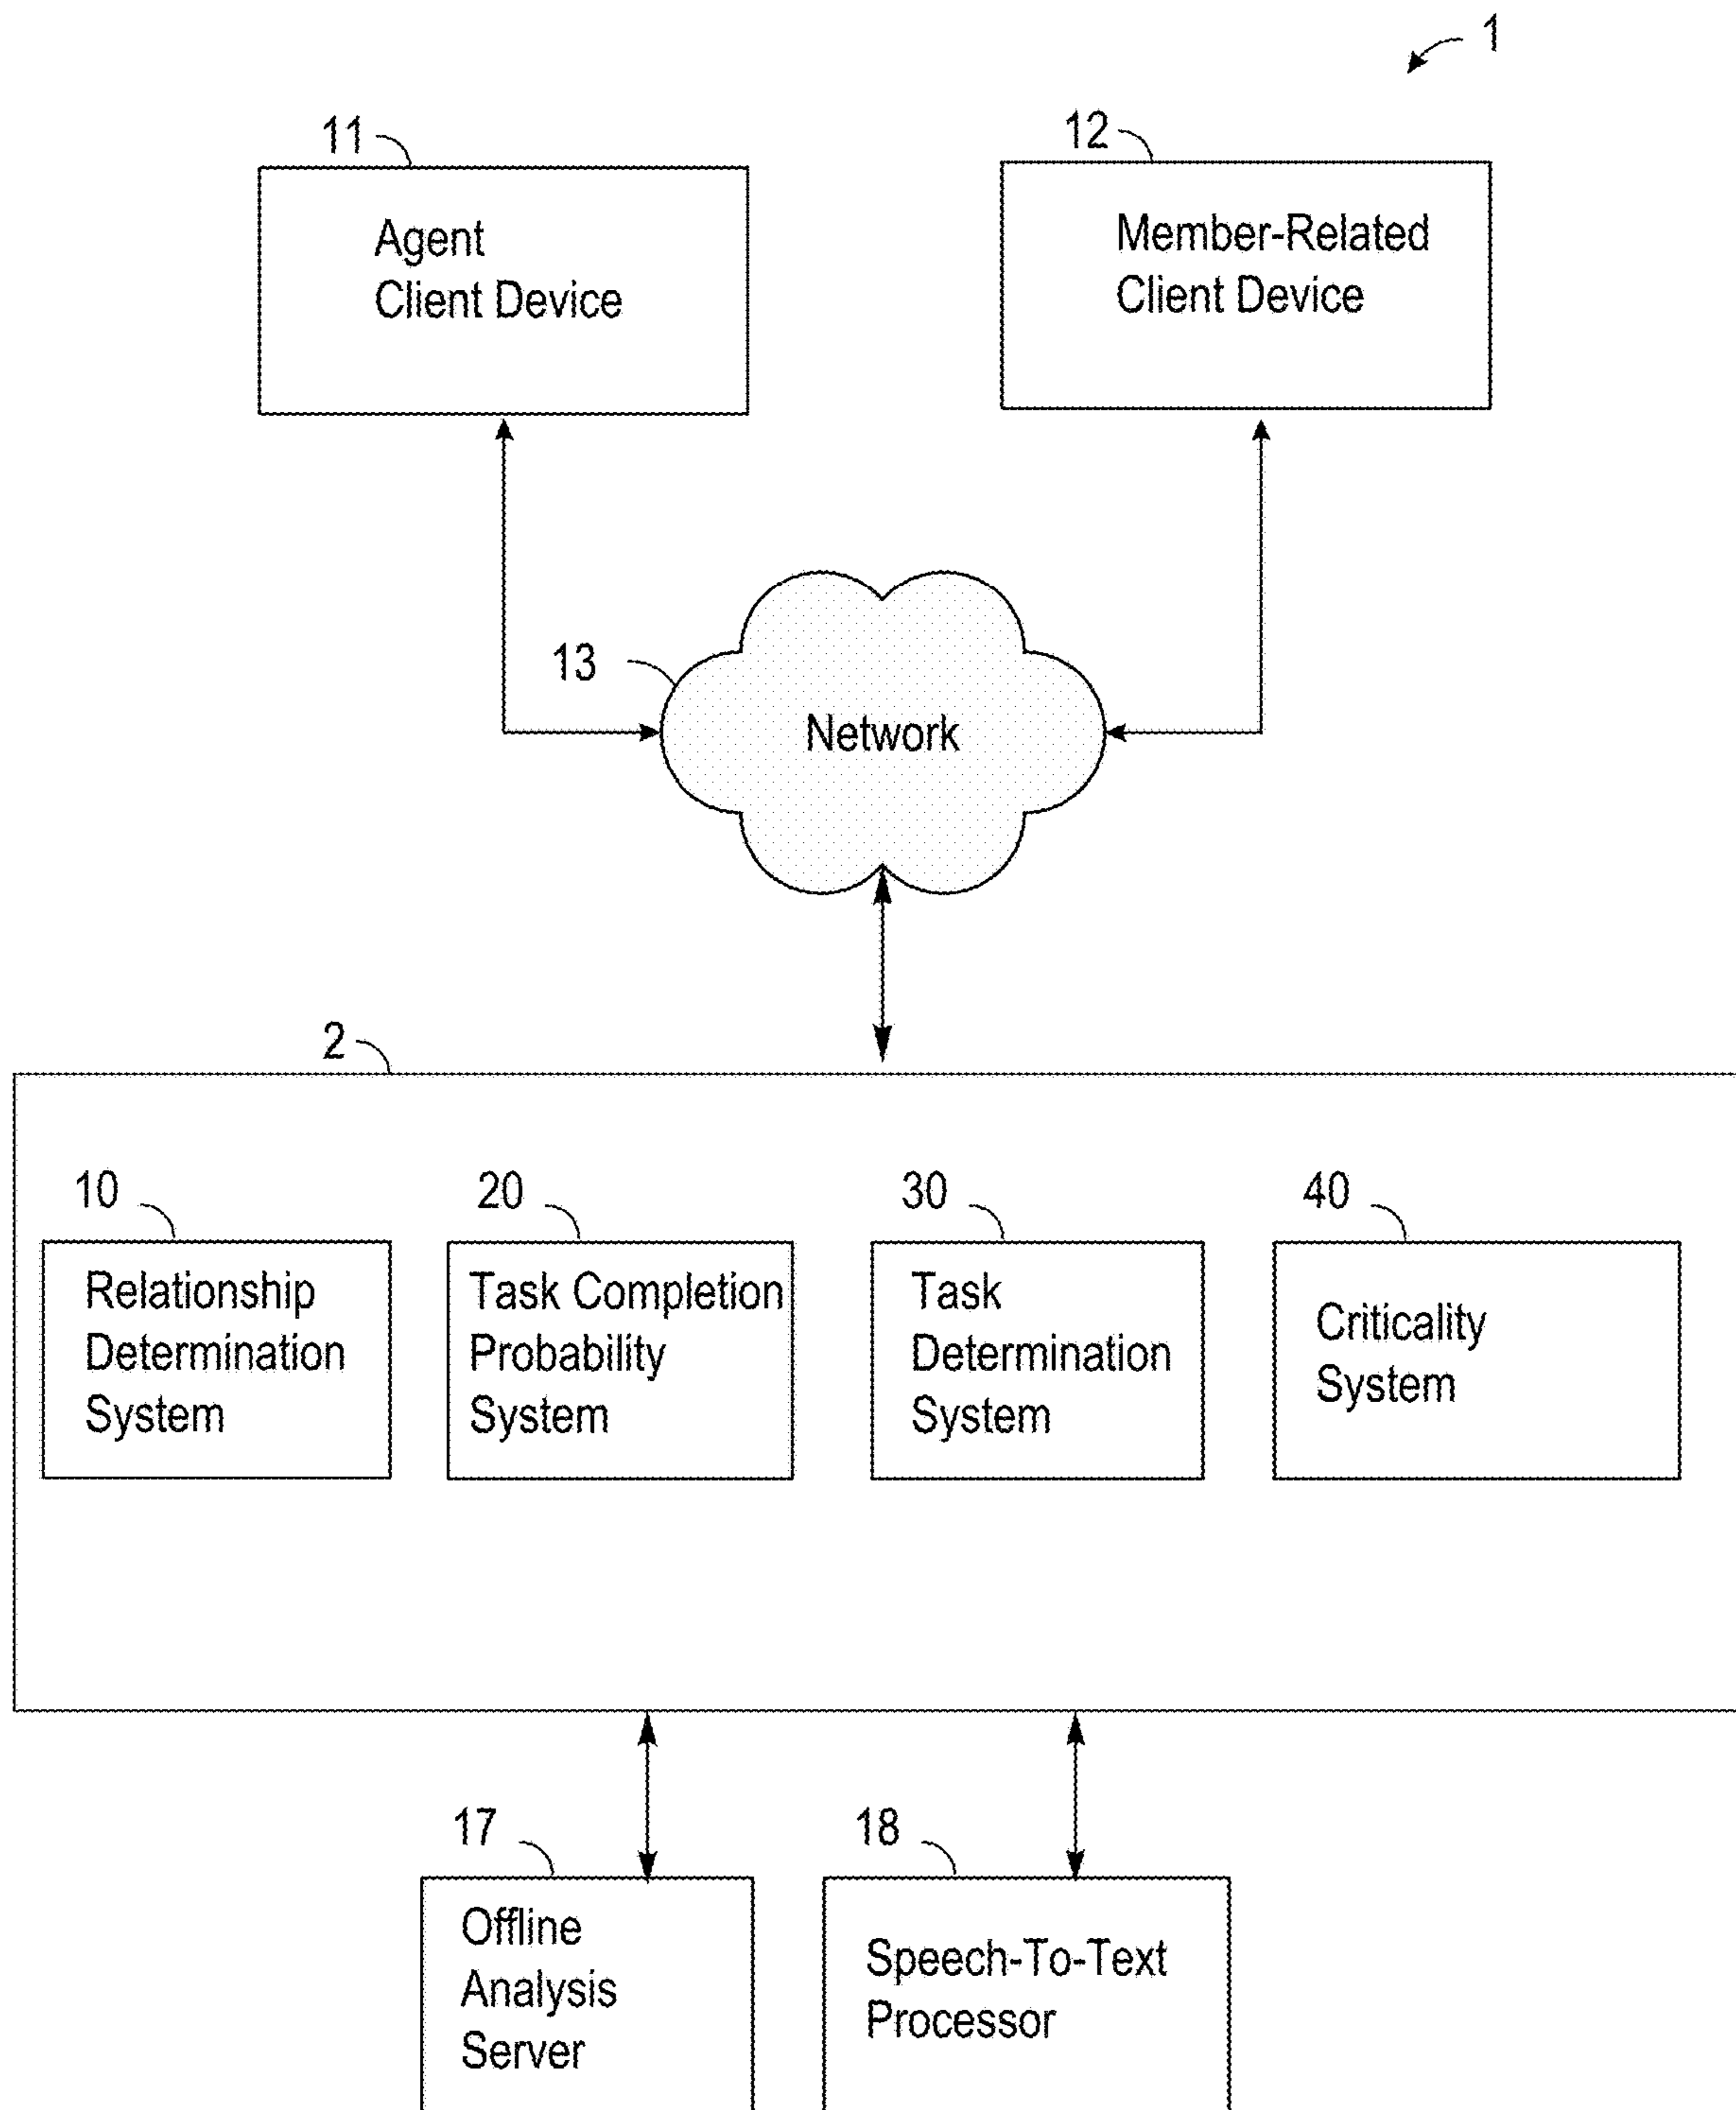 1
11
12
Agent
Client Device
Member-Related
Client Device
13
Network
2
10
20
30
40
Relationship
Determination
System
Task Completion
Probability
System
Task
Determination
System
Criticality
System
17
18
Offline
Analysis
Server
Speech-To-Text
Processor